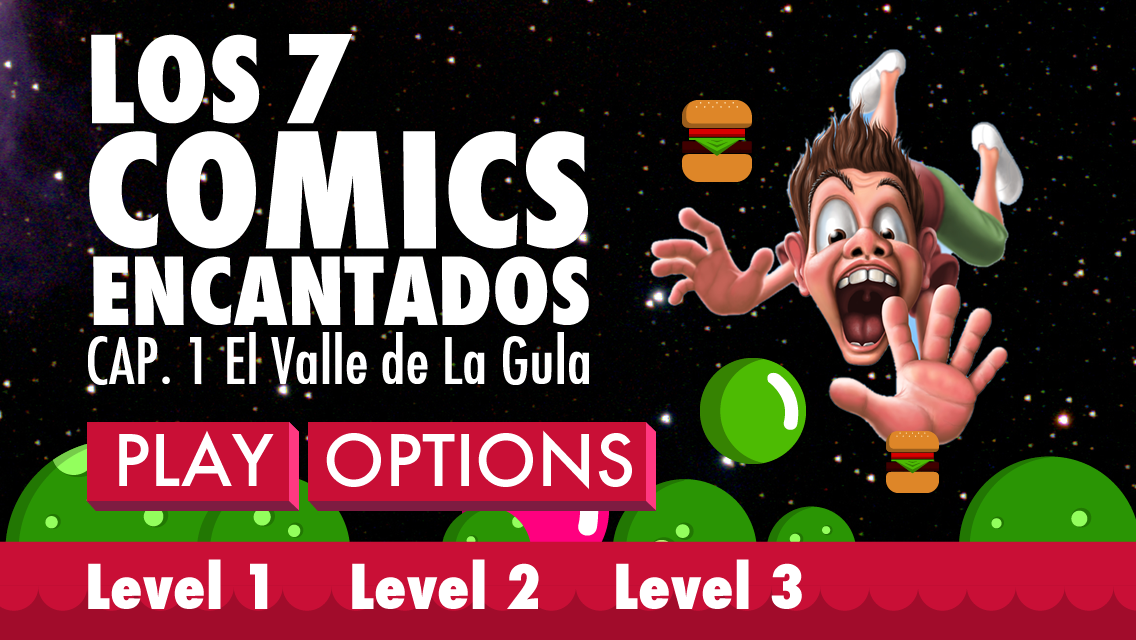 LOS 7
COMICS
ENCANTADOS
CAP. 1 El Valle de La Gula
PLAY OPTIONS
Level 1 Level 2 Level 3